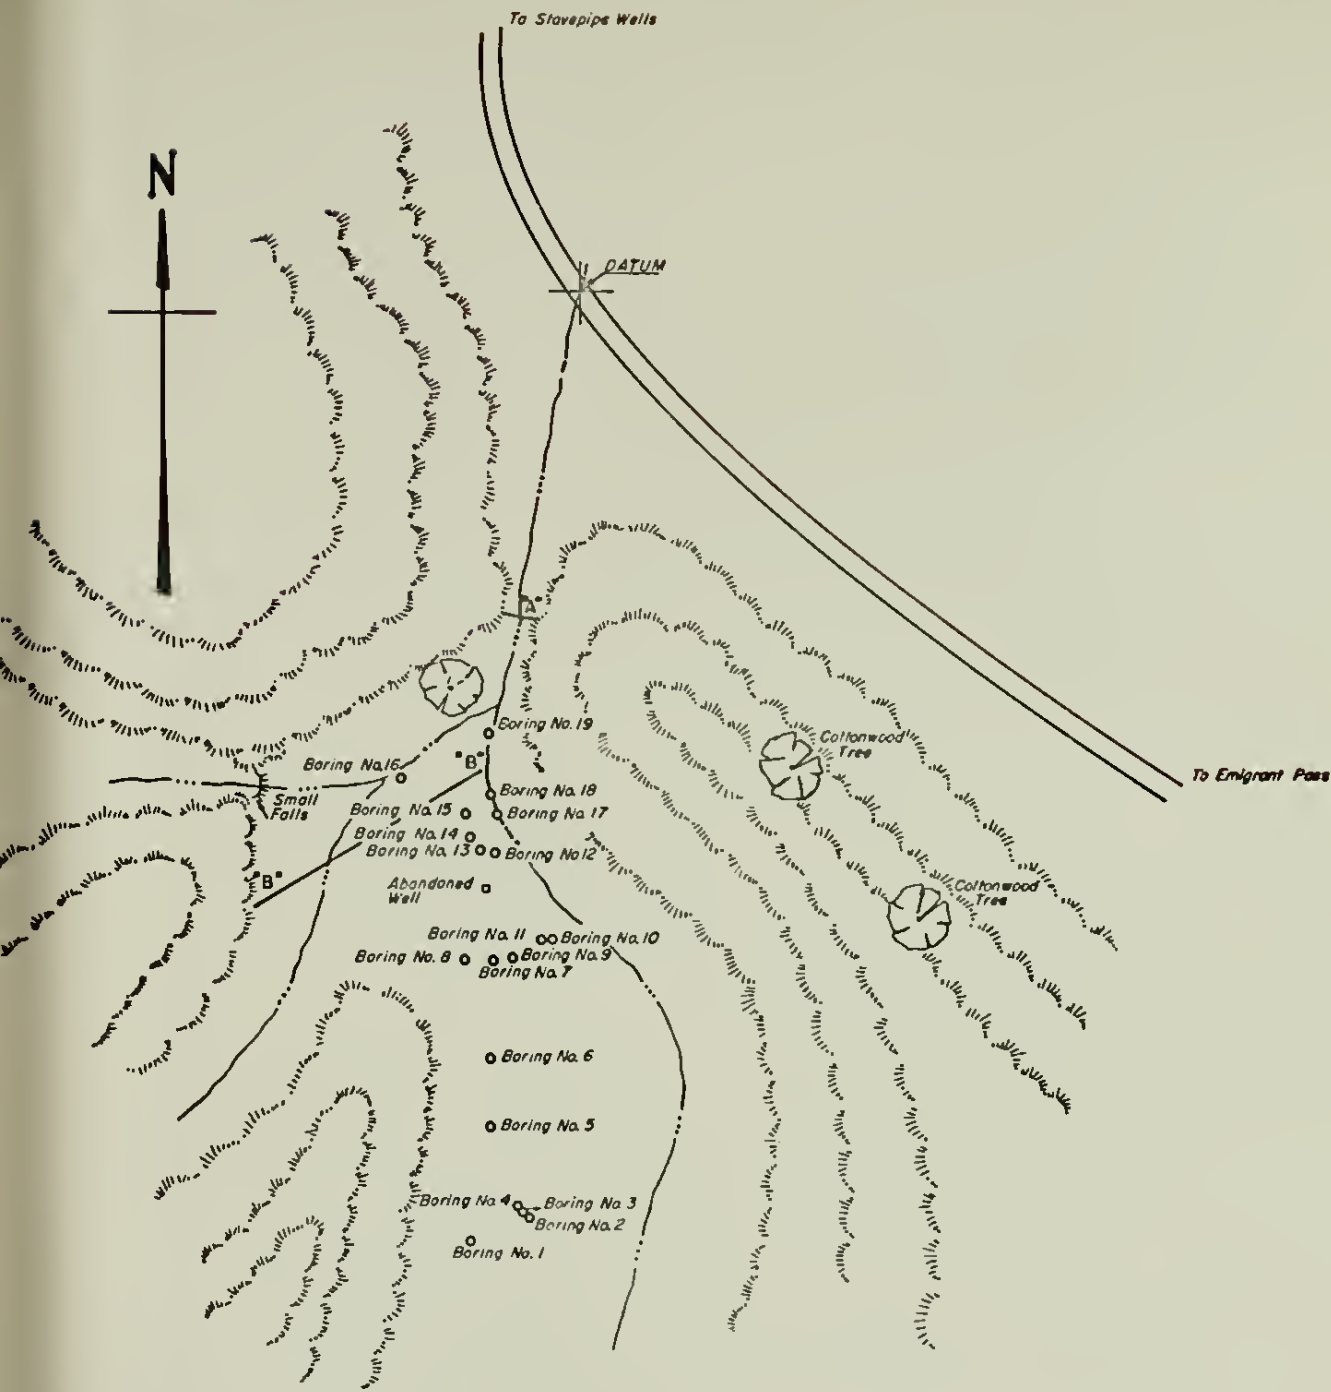 To Stovepipe Wells
N
DATUM
"A"
Boring No. 19
Cottonwood
Tree
"B"
Boring No. 16
To Emigrant Pass
Small
Falls
Boring No. 18
Boring No. 15
Boring No. 17
Boring No. 14
Boring No. 13
Boring No 12
"B"
Abandoned
Well
Cottonwood
Tree
Boring No. 11
Boring No. 10
Boring No. 8
Boring No. 9
Boring No. 7
Boring No. 6
Boring No. 5
Boring No. 4
Boring No. 3
Boring No. 2
Boring No. 1